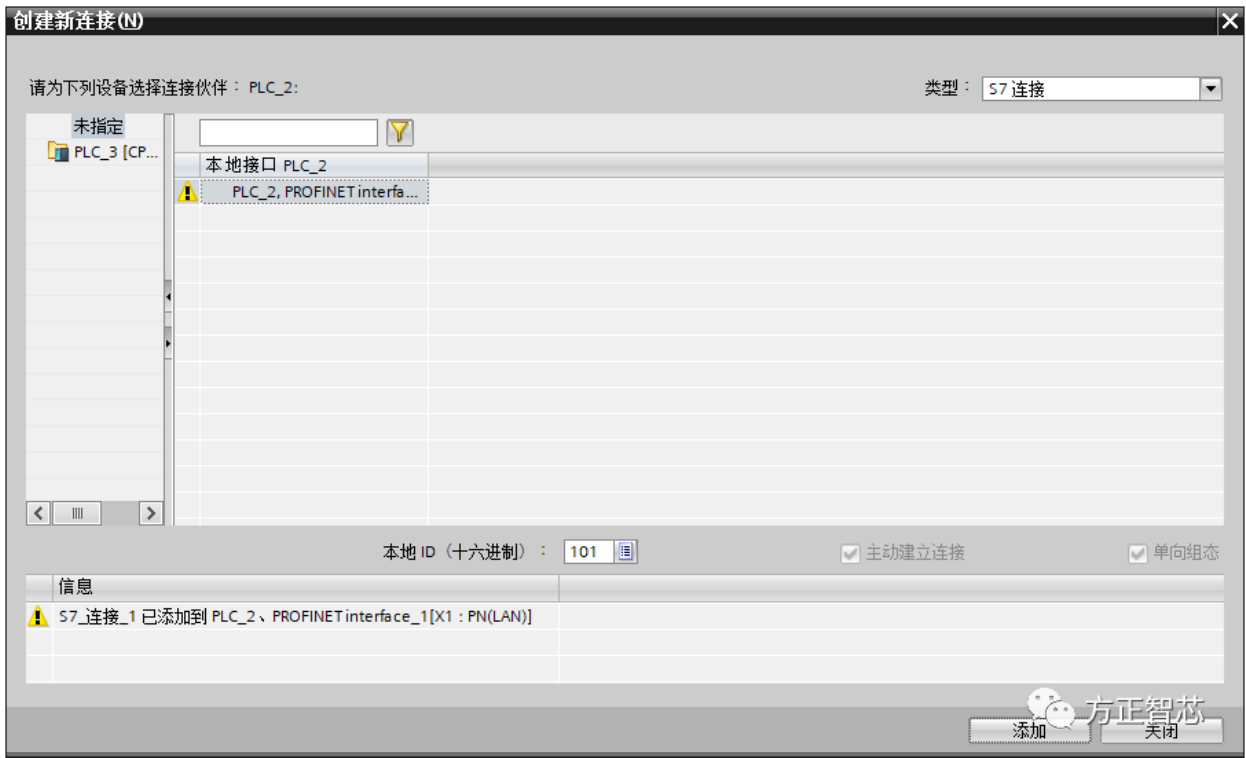 创建新连接(N)
请为下列设备选择连接伙伴： PLC_2:
类型： S7 连接
未指定
PLC_3 [CP...
本地接口 PLC_2
PLC_2, PROFINET interfa...
本地 ID（十六进制）： 101
主动建立连接
单向组态
信息
S7_连接_1 已添加到 PLC_2、PROFINET interface_1[X1 : PN(LAN)]
方正智芯
添加
关闭